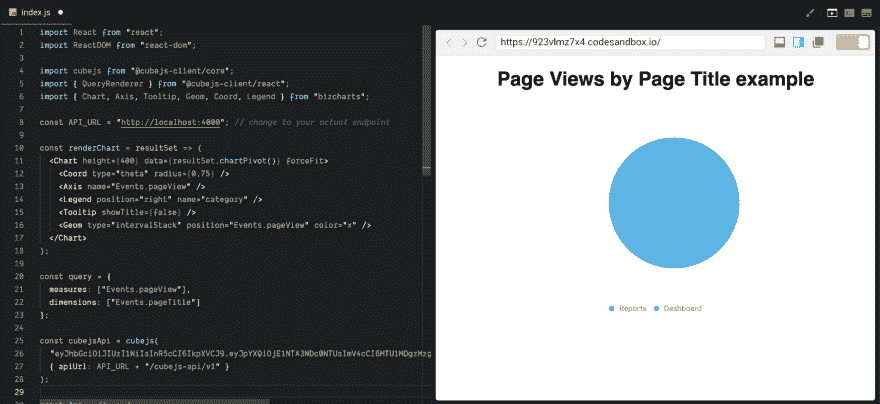 index.js
1 import React from "react";
2 import ReactDOM from "react-dom";
3
4 import cubejs from "@cubejs-client/core";
5 import { QueryRenderer } from "@cubejs-client/react";
6 import { Chart, Axis, Tooltip, Geom, Coord, Legend } from "bizcharts";
7
8 const API_URL = "http://localhost:4000"; // change to your actual endpoint
9
10 const renderChart = resultSet => (
11 <Chart height={400} data={resultSet.chartPivot()} forceFit>
12 <Coord type="theta" radius={0.75} />
13 <Axis name="Events.pageView" />
14 <Legend position="right" name="category" />
15 <Tooltip showTitle={false} />
16 <Geom type="intervalStack" position="Events.pageView" color="x" />
17 </Chart>
18 );
19
20 const query = {
21 measures: ["Events.pageView"],
22 dimensions: ["Events.pageTitle"]
23 };
24
25 const cubejsApi = cubejs(
26
27 { apiUrl: API_URL + "/cubejs-api/v1" }
28 );
29
https://923vlmz7x4.codesandbox.io/
Page Views by Page Title example
Reports Dashboard